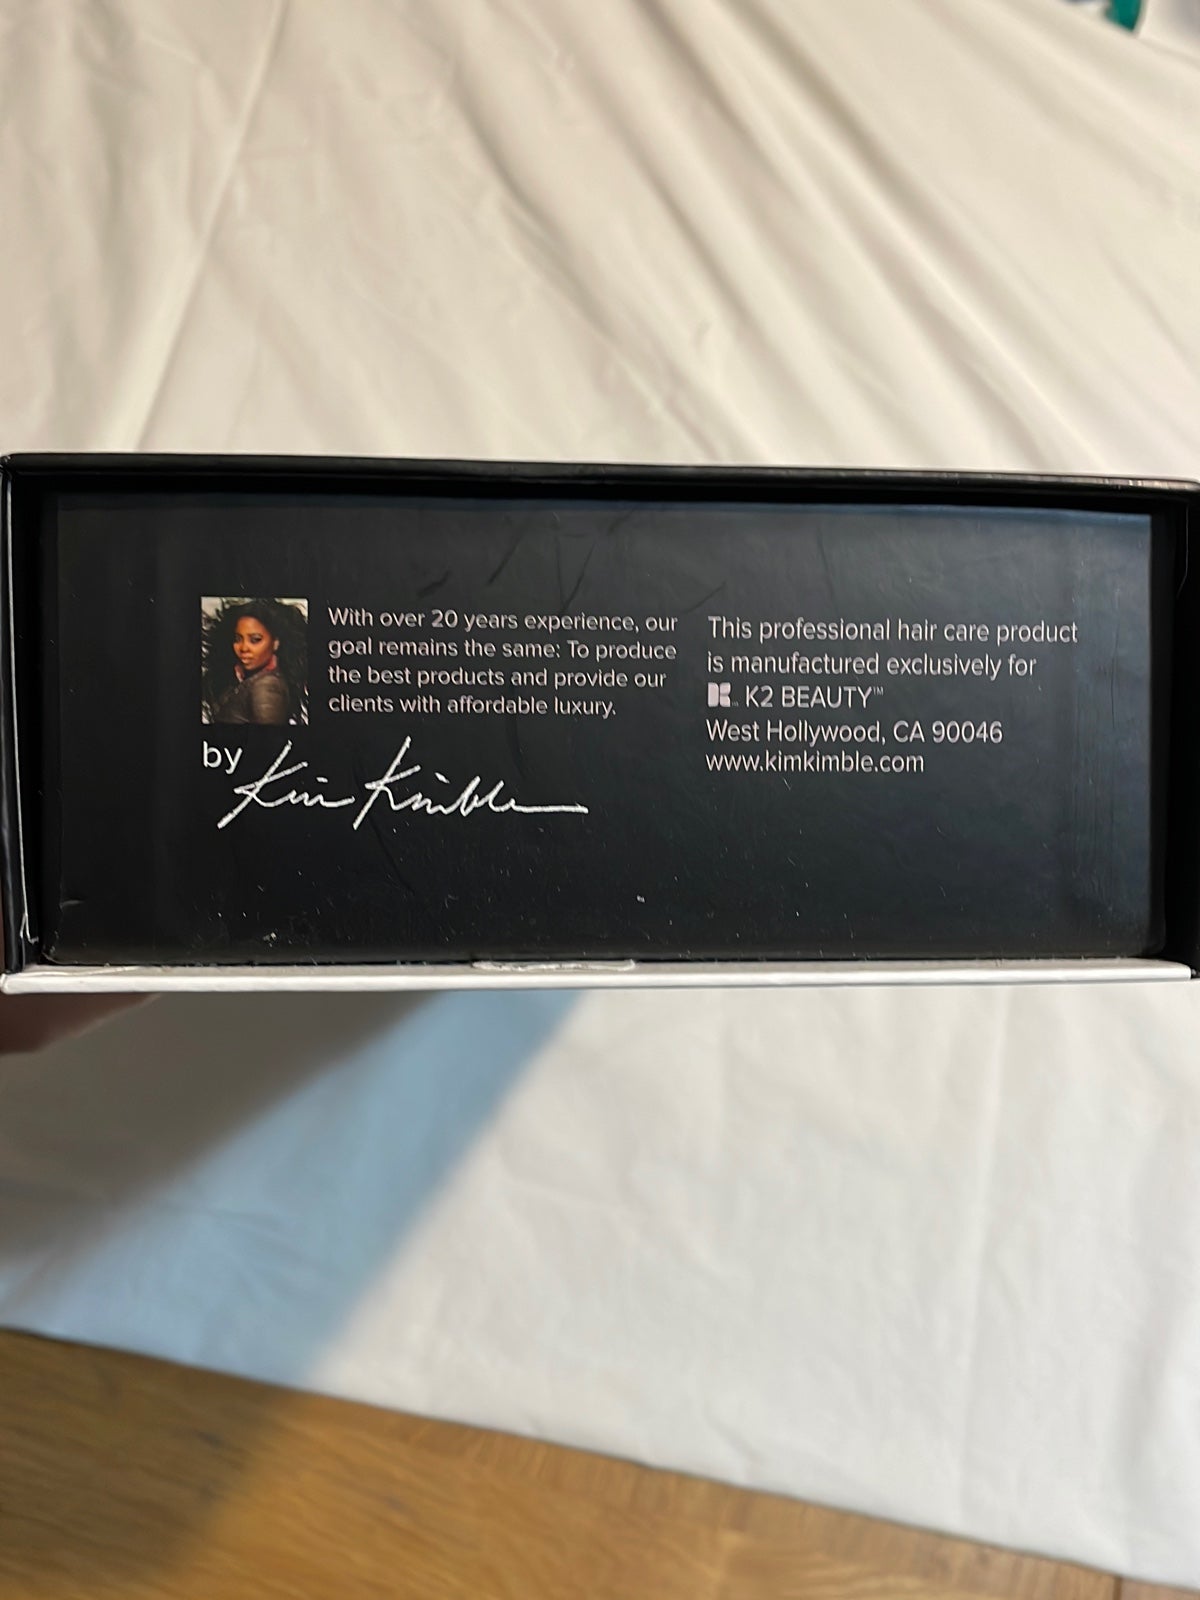 With over 20 years experience, our
goal remains the same: To produce
the best products and provide our
clients with affordable luxury.
by Kim Kimble
This professional hair care product
is manufactured exclusively for
K2 BEAUTY™
West Hollywood, CA 90046
www.kimkimble.com